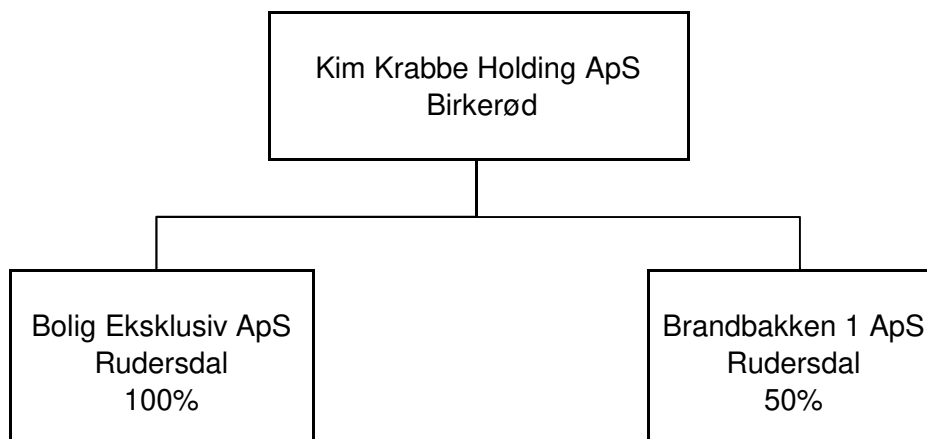 Kim Krabbe Holding ApS
Birkerød
Bolig Eksklusiv ApS
Rudersdal
100%
Brandbakken 1 ApS
Rudersdal
50%